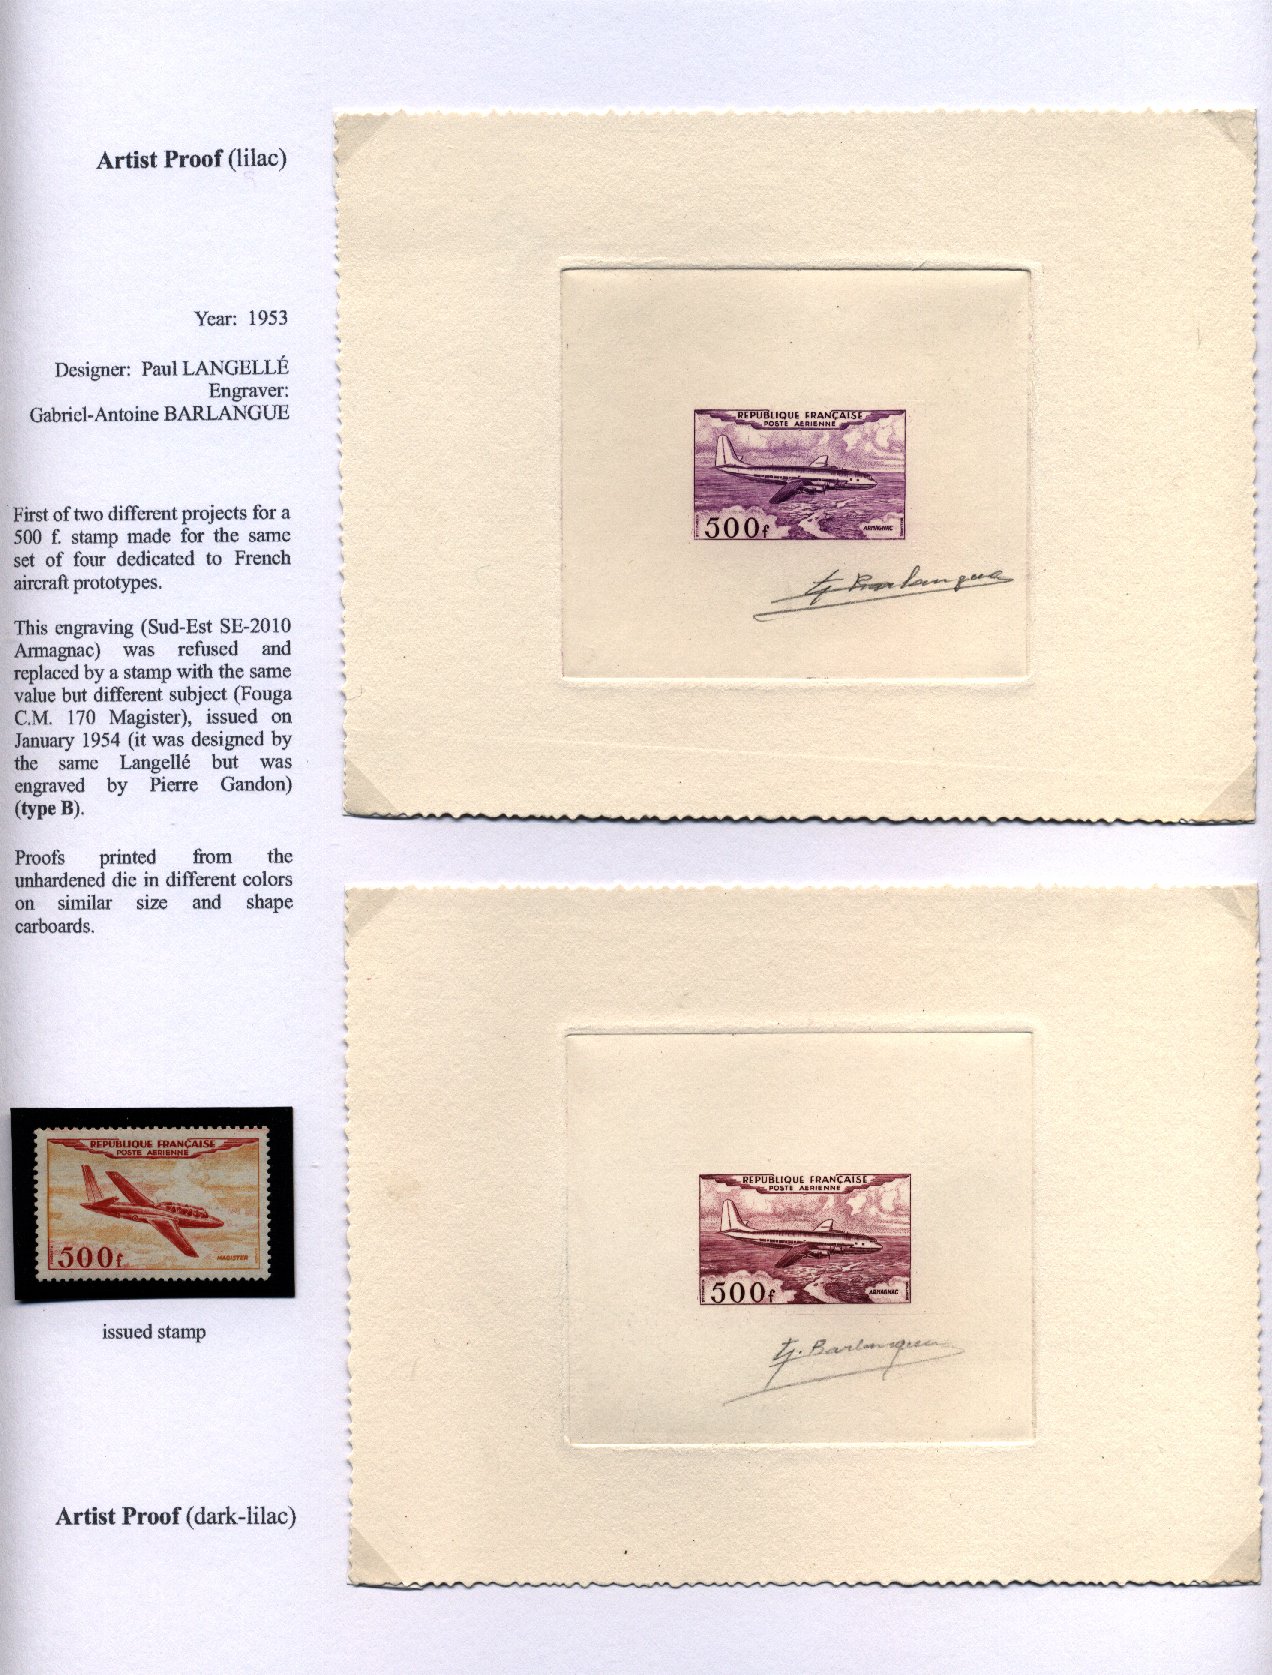 Artist Proof (lilac)
Year: 1953
Designer: Paul LANGELLÉ
Engraver:
Gabriel-Antoine BARLANGUE
First of two different projects for a
500 f. stamp made for the same
set of four dedicated to French
aircraft prototypes.
This engraving (Sud-Est SE-2010
Armagnac) was refused and
replaced by a stamp with the same
value but different subject (Fouga
C.M. 170 Magister), issued on
January 1954 (it was designed by
the same Langellé but was
engraved by Pierre Gandon)
(type B).
Proofs printed from the
unhardened die in different colors
on similar size and shape
carboards.
REPUBLIQUE FRANÇAISE
POSTE AERIENNE
500f
MAGISTER
issued stamp
Artist Proof (dark-lilac)
REPUBLIQUE FRANÇAISE
POSTE AERIENNE
500f
ARMAGNAC
G. Barlangue
REPUBLIQUE FRANÇAISE
POSTE AERIENNE
500f
ARMAGNAC
G. Barlangue